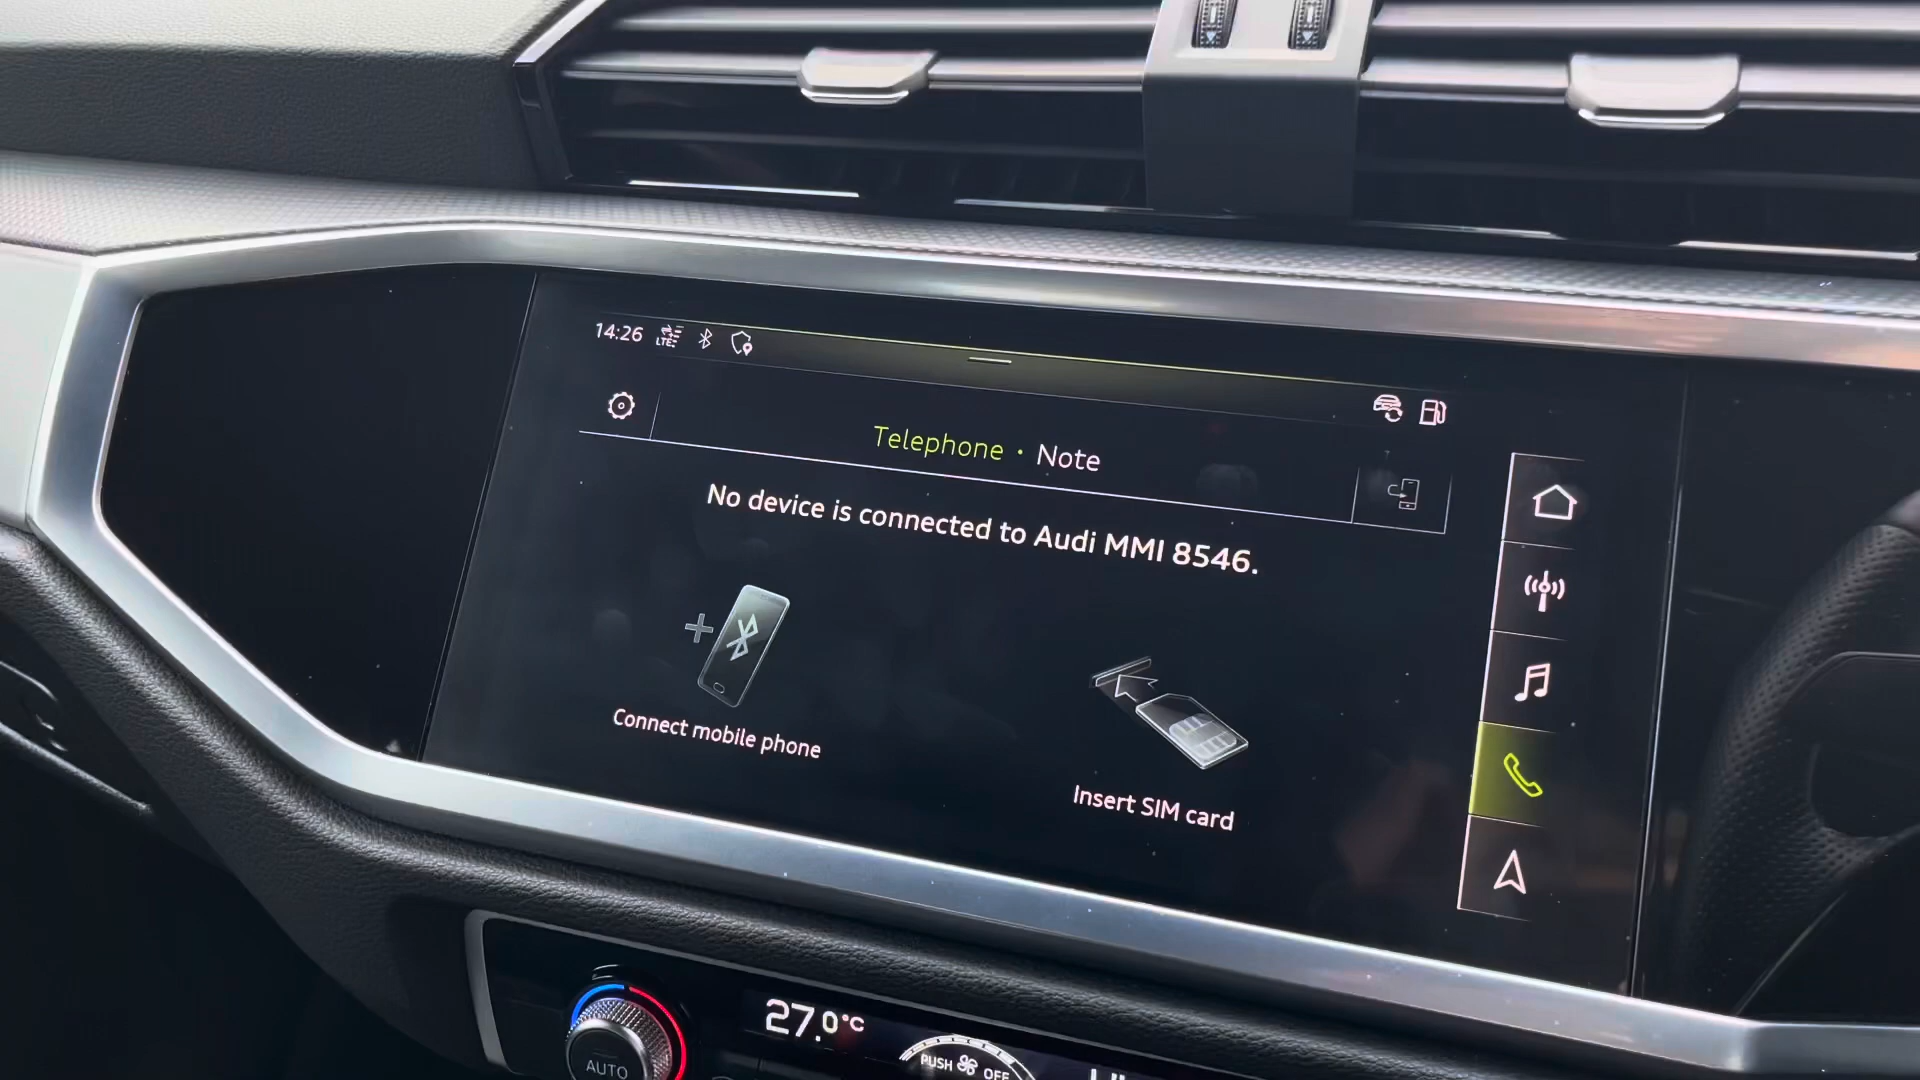 14:26 LTE
Telephone • Note
No device is connected to Audi MMI 8546.
Connect mobile phone
Insert SIM card
27.0°C
AUTO
PUSH OFF